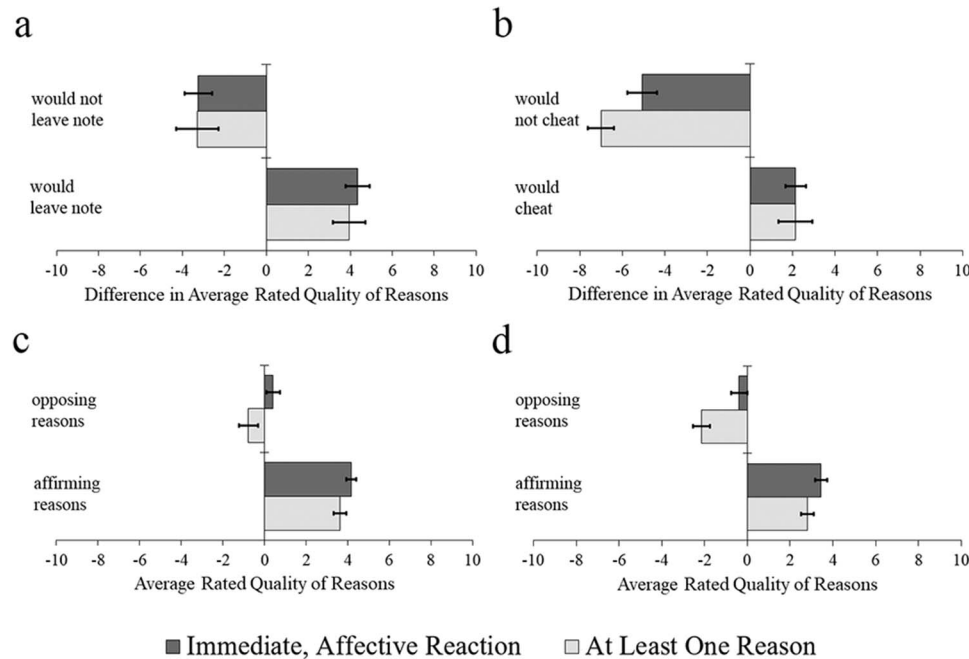 a
would not
leave note
would
leave note
-10 -8 -6 -4 -2 0 2 4 6 8 10
Difference in Average Rated Quality of Reasons
b
would
not cheat
would
cheat
-10 -8 -6 -4 -2 0 2 4 6 8 10
Difference in Average Rated Quality of Reasons
c
opposing
reasons
affirming
reasons
-10 -8 -6 -4 -2 0 2 4 6 8 10
Average Rated Quality of Reasons
d
opposing
reasons
affirming
reasons
-10 -8 -6 -4 -2 0 2 4 6 8 10
Average Rated Quality of Reasons
Immediate, Affective Reaction
At Least One Reason